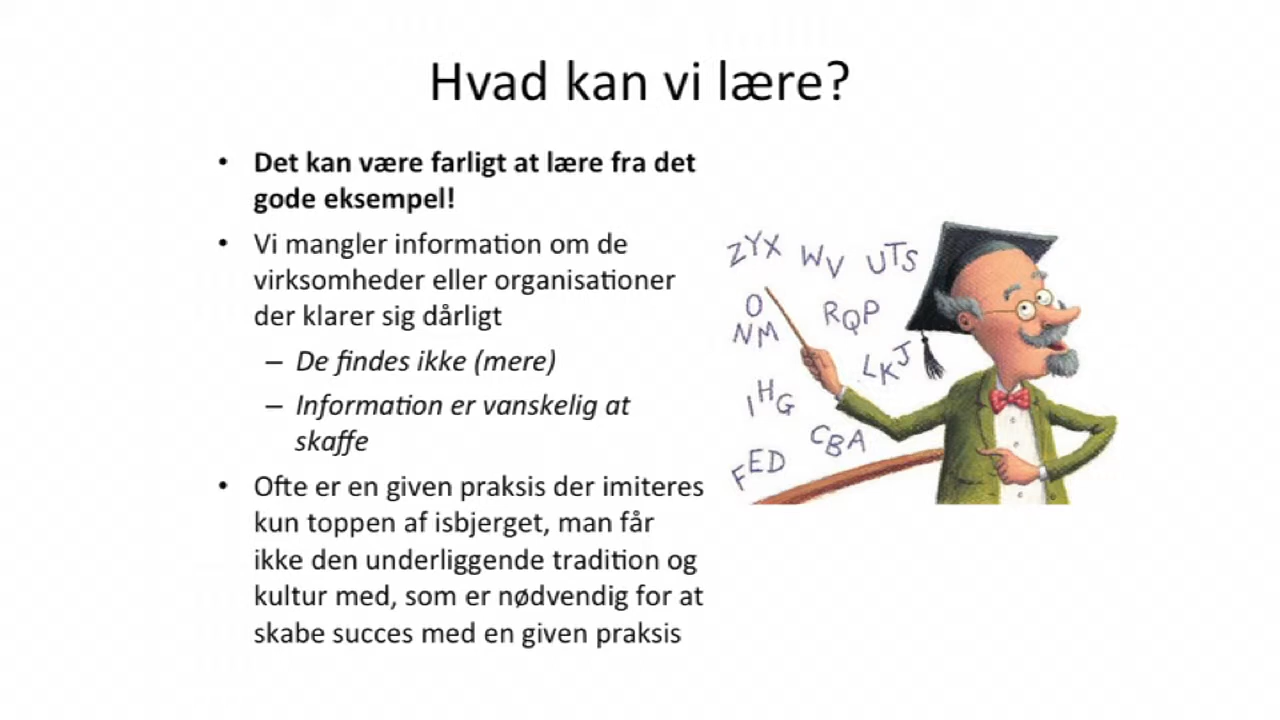 Hvad kan vi lære?
• Det kan være farligt at lære fra det
gode eksempel!
• Vi mangler information om de
virksomheder eller organisationer
der klarer sig dårligt
– De findes ikke (mere)
– Information er vanskelig at
skaffe
• Ofte er en given praksis der imiteres
kun toppen af isbjerget, man får
ikke den underliggende tradition og
kultur med, som er nødvendig for at
skabe succes med en given praksis
ZYX WV UTS
O
NM
RQP
LKJ
IHG
CBA
FED